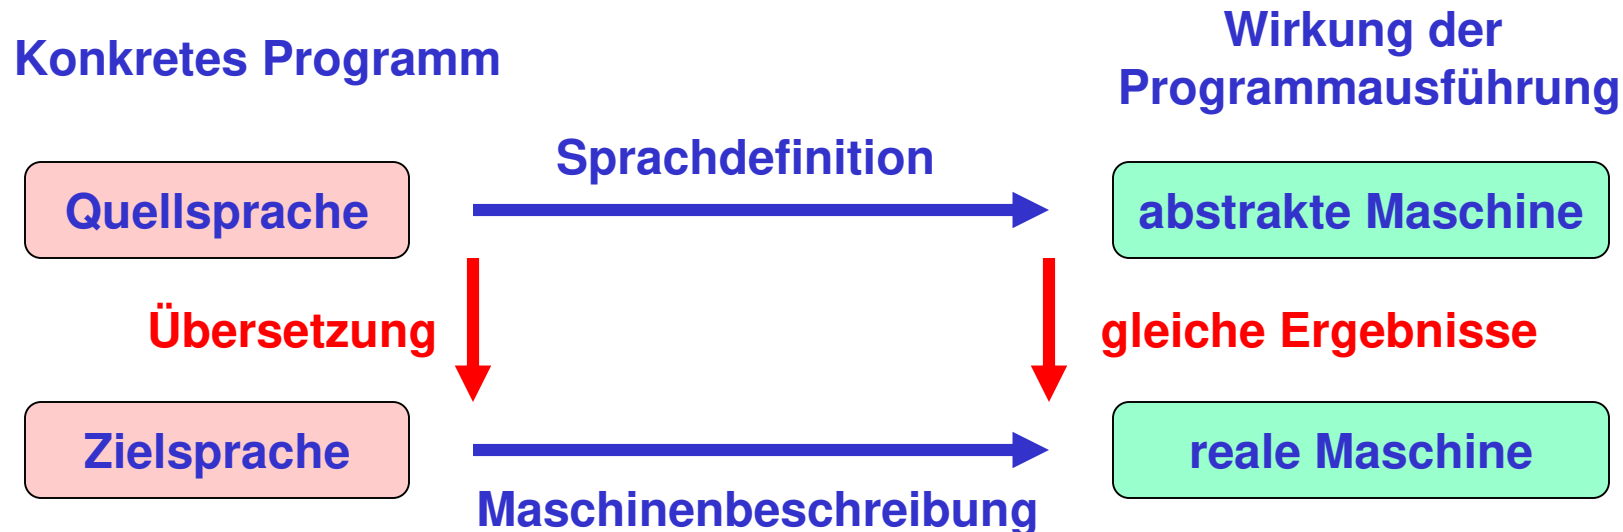 Konkretes Programm
Wirkung der
Programmausführung
Sprachdefinition
Quellsprache
abstrakte Maschine
Übersetzung
gleiche Ergebnisse
Zielsprache
reale Maschine
Maschinenbeschreibung